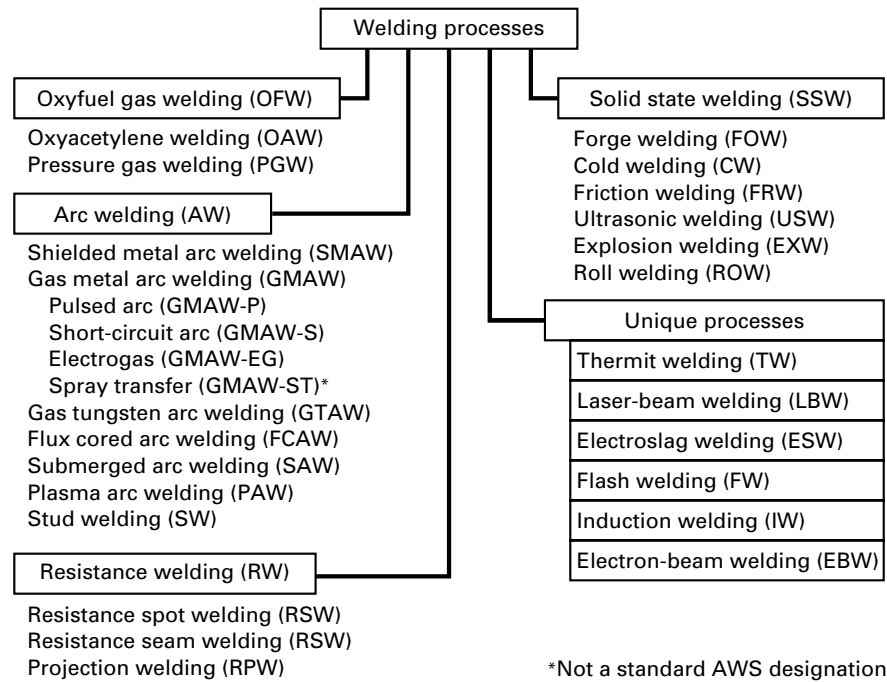 Welding processes
Oxyfuel gas welding (OFW)
Oxyacetylene welding (OAW)
Pressure gas welding (PGW)
Arc welding (AW)
Shielded metal arc welding (SMAW)
Gas metal arc welding (GMAW)
Pulsed arc (GMAW-P)
Short-circuit arc (GMAW-S)
Electrogas (GMAW-EG)
Spray transfer (GMAW-ST)*
Gas tungsten arc welding (GTAW)
Flux cored arc welding (FCAW)
Submerged arc welding (SAW)
Plasma arc welding (PAW)
Stud welding (SW)
Resistance welding (RW)
Resistance spot welding (RSW)
Resistance seam welding (RSW)
Projection welding (RPW)
Solid state welding (SSW)
Forge welding (FOW)
Cold welding (CW)
Friction welding (FRW)
Ultrasonic welding (USW)
Explosion welding (EXW)
Roll welding (ROW)
Unique processes
Thermit welding (TW)
Laser-beam welding (LBW)
Electroslag welding (ESW)
Flash welding (FW)
Induction welding (IW)
Electron-beam welding (EBW)
*Not a standard AWS designation